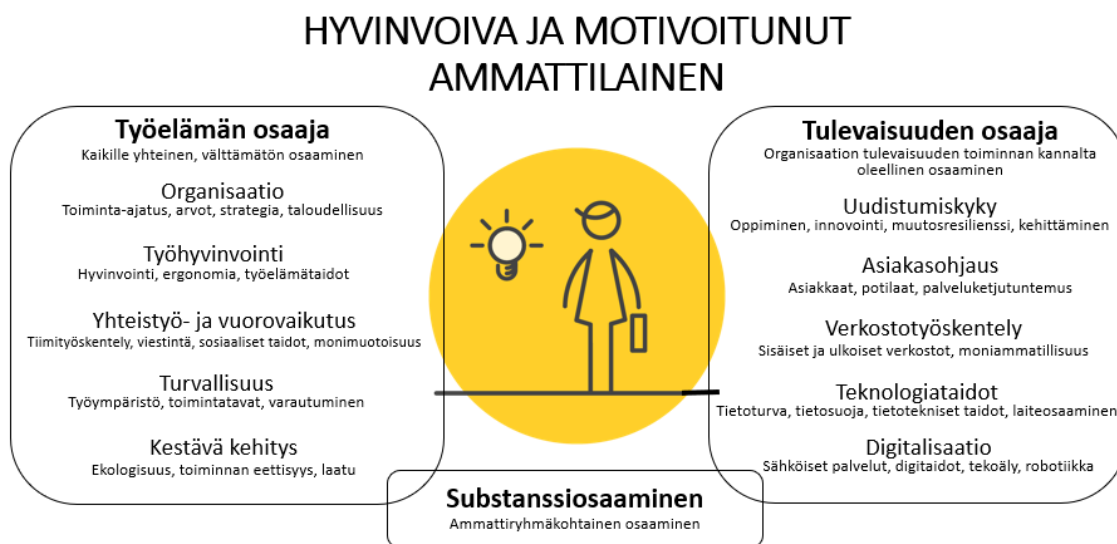 HYVINVOIVA JA MOTIVOITUNUT
AMMATTILAINEN
Työelämän osaaja
Kaikille yhteinen, välttämätön osaaminen
Organisaatio
Toiminta-ajatus, arvot, strategia, taloudellisuus
Työhyvinvointi
Hyvinvointi, ergonomia, työelämätaidot
Yhteistyö- ja vuorovaikutus
Tiimityöskentely, viestintä, sosiaaliset taidot, monimuotoisuus
Turvallisuus
Työympäristö, toimintatavat, varautuminen
Kestävä kehitys
Ekologisuus, toiminnan eettisyys, laatu
Tulevaisuuden osaaja
Organisaation tulevaisuuden toiminnan kannalta
oleellinen osaaminen
Uudistumiskyky
Oppiminen, innovointi, muutosresilienssi, kehittäminen
Asiakasohjaus
Asiakkaat, potilaat, palveluketjutuntemus
Verkostotyöskentely
Sisäiset ja ulkoiset verkostot, moniammatillisuus
Teknologiataidot
Tietoturva, tietosuoja, tietotekniset taidot, laiteosaaminen
Digitalisaatio
Sähköiset palvelut, digitaidot, tekoäly, robotiikka
Substanssiosaaminen
Ammattiryhmäkohtainen osaaminen